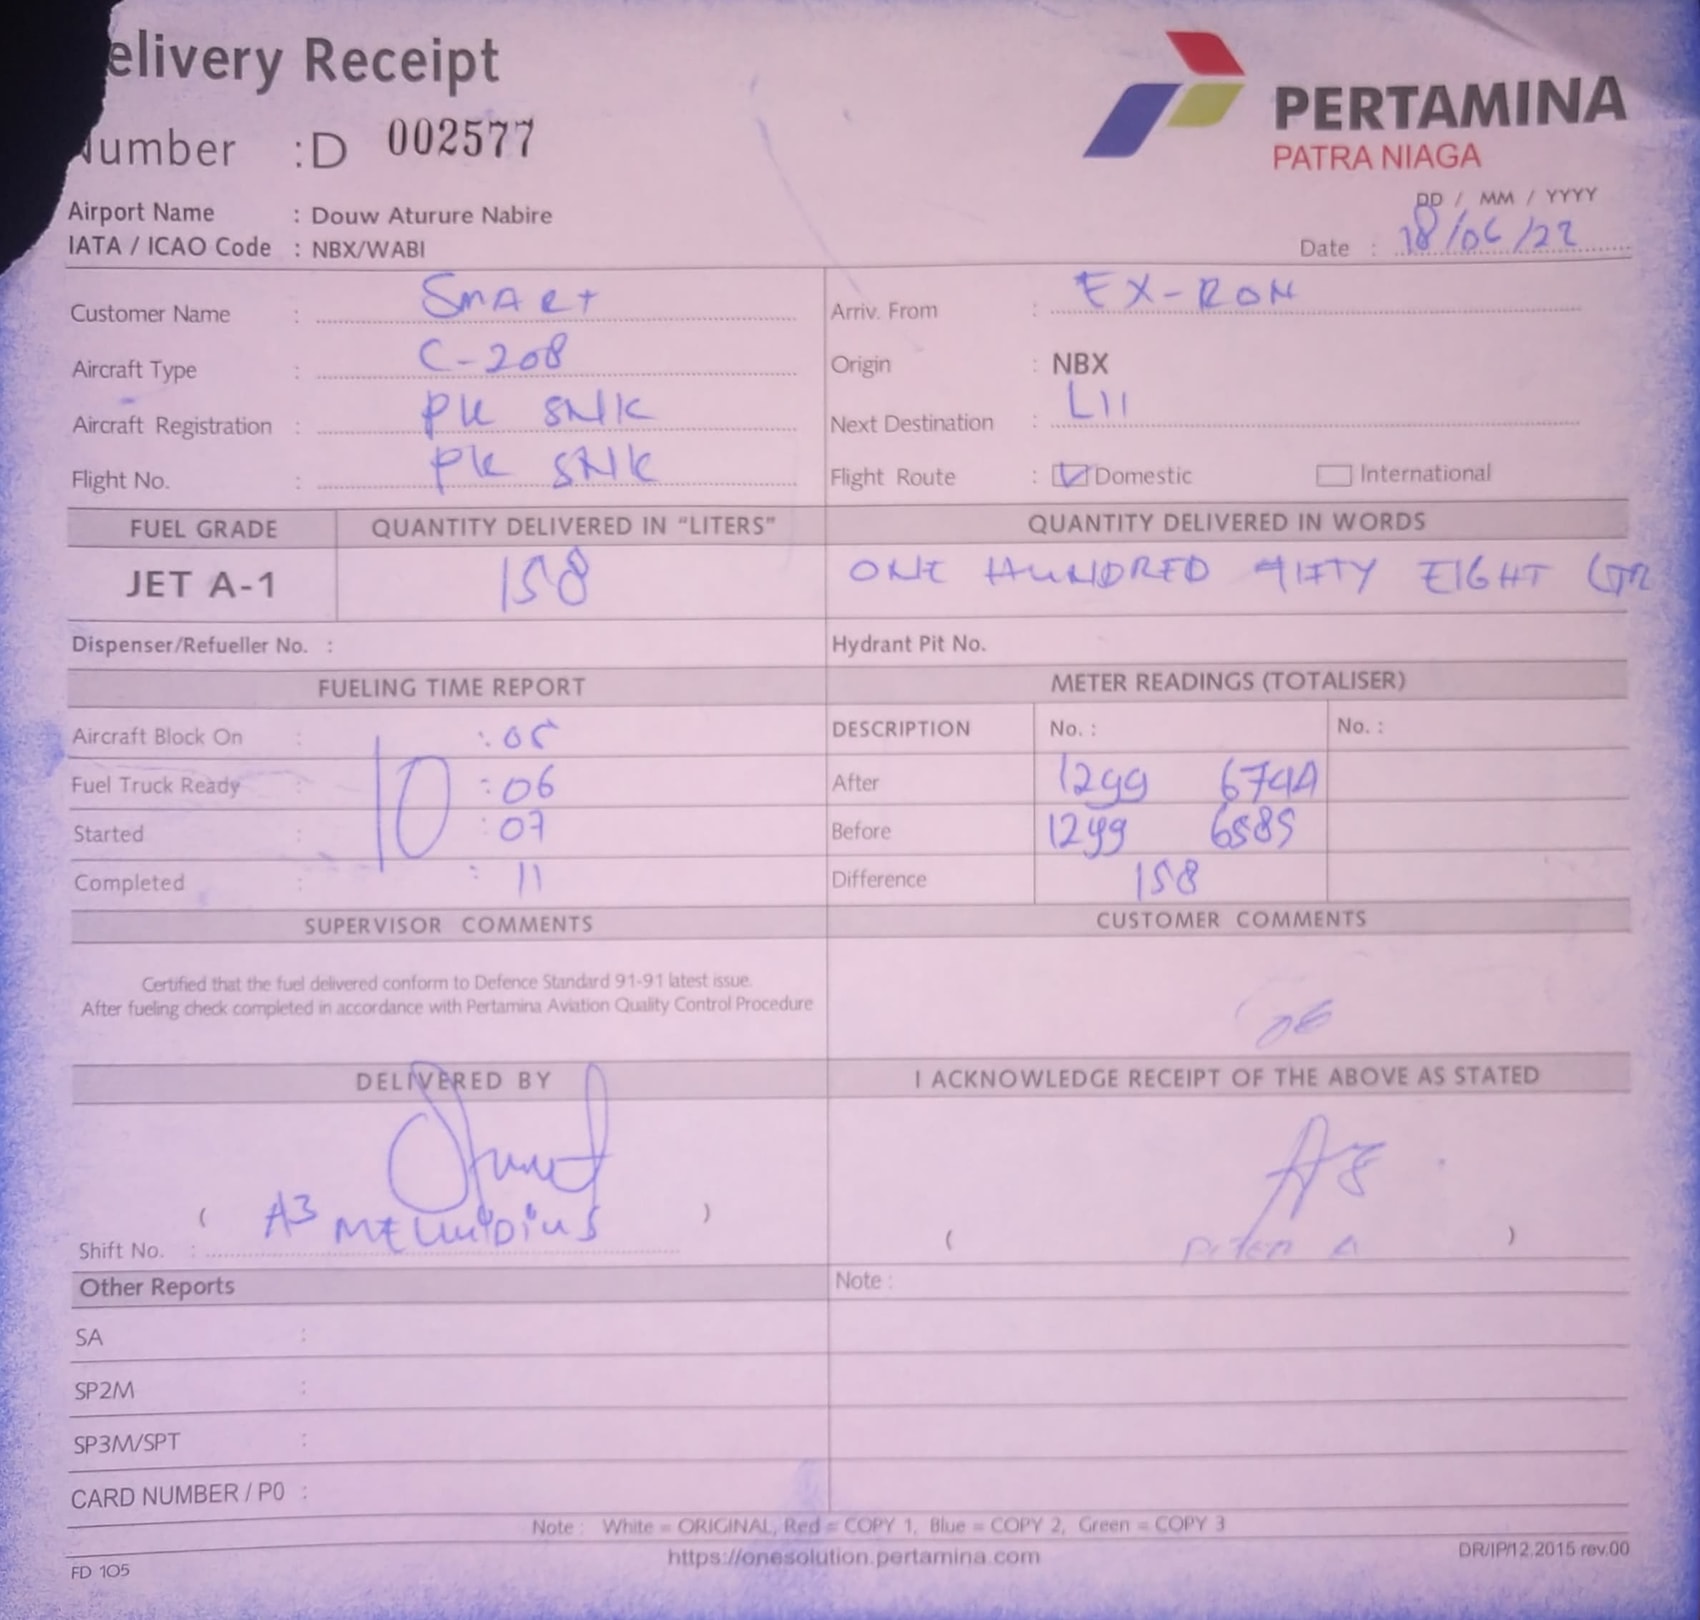 elivery Receipt
umber : D 002577
PERTAMINA
PATRA NIAGA
Airport Name : Douw Aturure Nabire
IATA / ICAO Code : NBX/WABI
DD / MM / YYYY
Date : 18/06/22
Customer Name : SMART
Arriv. From : EX-RON
Aircraft Type : C-208
Origin : NBX
Aircraft Registration : PK SNK
Next Destination : LII
Flight No. : PK SNK
Flight Route : Domestic International
FUEL GRADE QUANTITY DELIVERED IN “LITERS” QUANTITY DELIVERED IN WORDS
JET A-1 158 ONE HUNDRED FIFTY EIGHT LTR
Dispenser/Refueller No. : Hydrant Pit No.
FUELING TIME REPORT METER READINGS (TOTALISER)
Aircraft Block On : : 05
DESCRIPTION No. : No. :
Fuel Truck Ready : 10 : 06
After 1299 674A
Started : : 07
Before 1299 6585
Completed : : 11
Difference 158
SUPERVISOR COMMENTS CUSTOMER COMMENTS
Certified that the fuel delivered conform to Defence Standard 91-91 latest issue.
After fueling check completed in accordance with Pertamina Aviation Quality Control Procedure
DELIVERED BY I ACKNOWLEDGE RECEIPT OF THE ABOVE AS STATED
( A3 )
Shift No. :
( )
Other Reports Note :
SA :
SP2M :
SP3M/SPT :
CARD NUMBER / P0 :
Note : White = ORIGINAL, Red = COPY 1, Blue = COPY 2, Green = COPY 3
https://onesolution.pertamina.com
FD 105
DR/IP/12.2015 rev.00